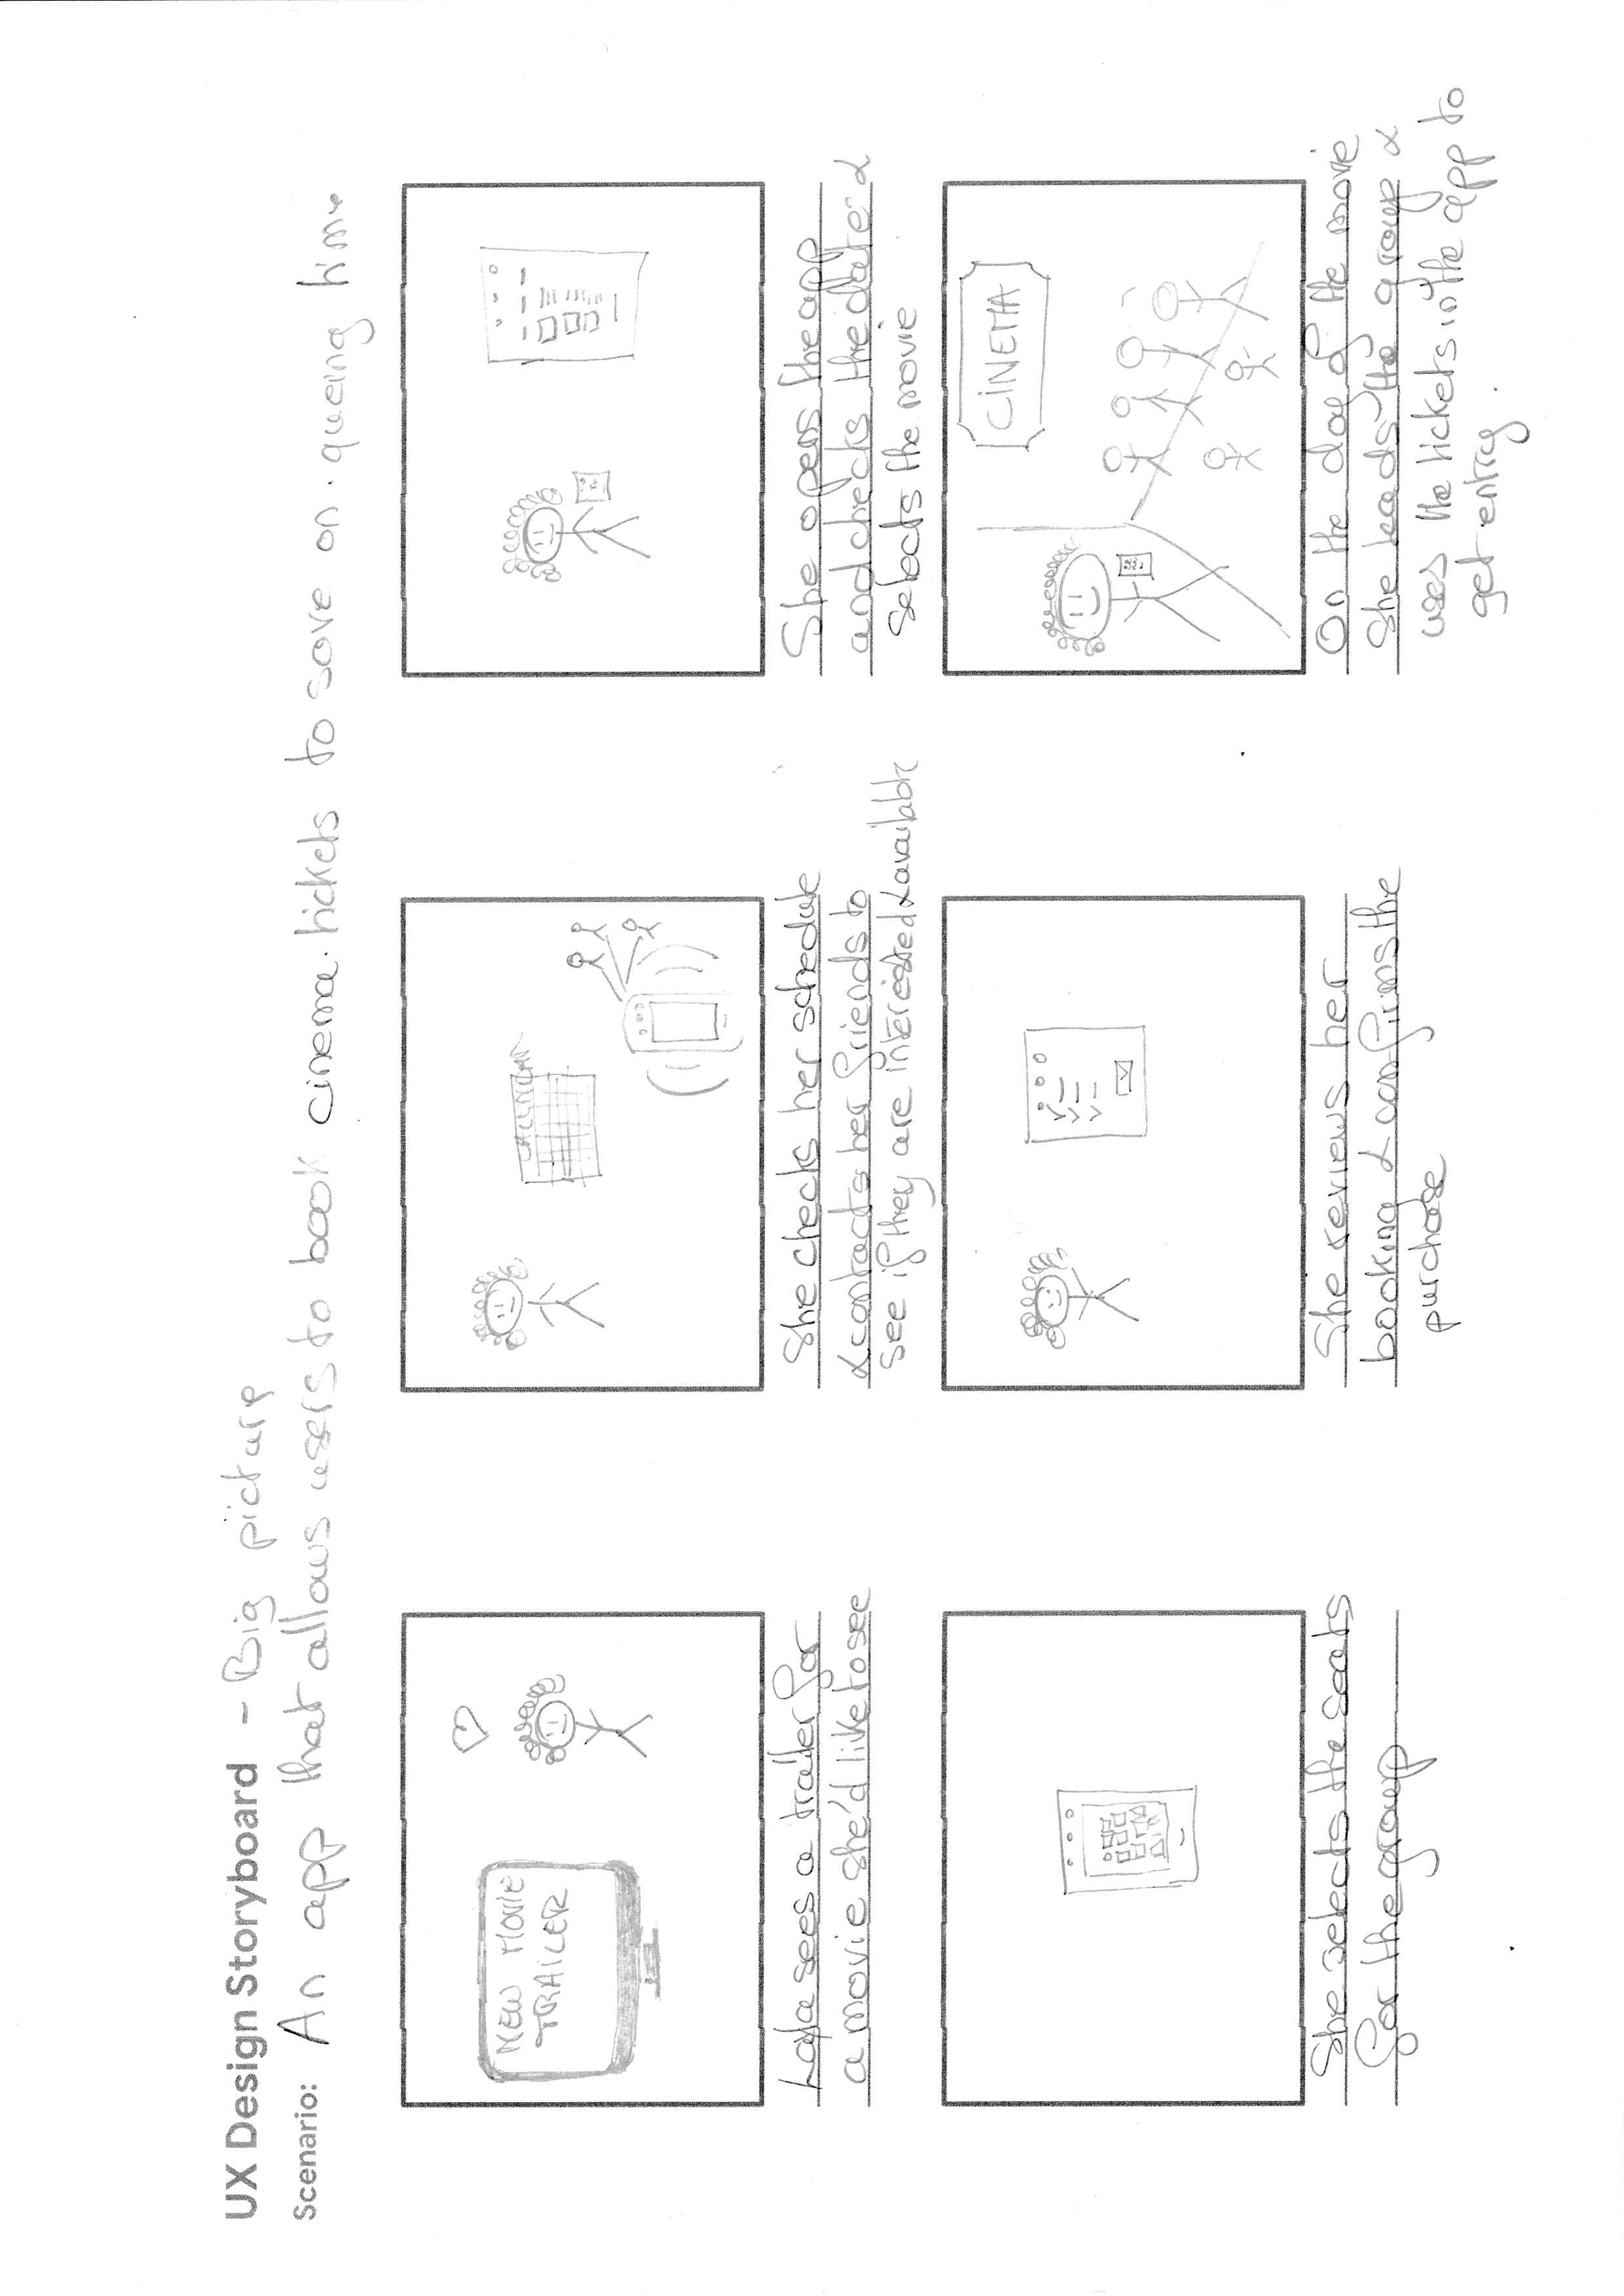 UX Design Storyboard - Big picture
Scenario: An app that allows users to book cinema tickets to save on queing time
NEW MOVIE
TRAILER
Laya sees a trailer for
a movie she'd like to see
CALENDAR
She checks her schedule
& contacts her friends to
see if they are interested & available
She opens the app
and checks the date &
selects the movie
She selects the seats
for the group
She reviews her
booking & confirms the
purchase
CINEMA
On the day of the movie
she leads the group &
uses the tickets in the app to
get entry.